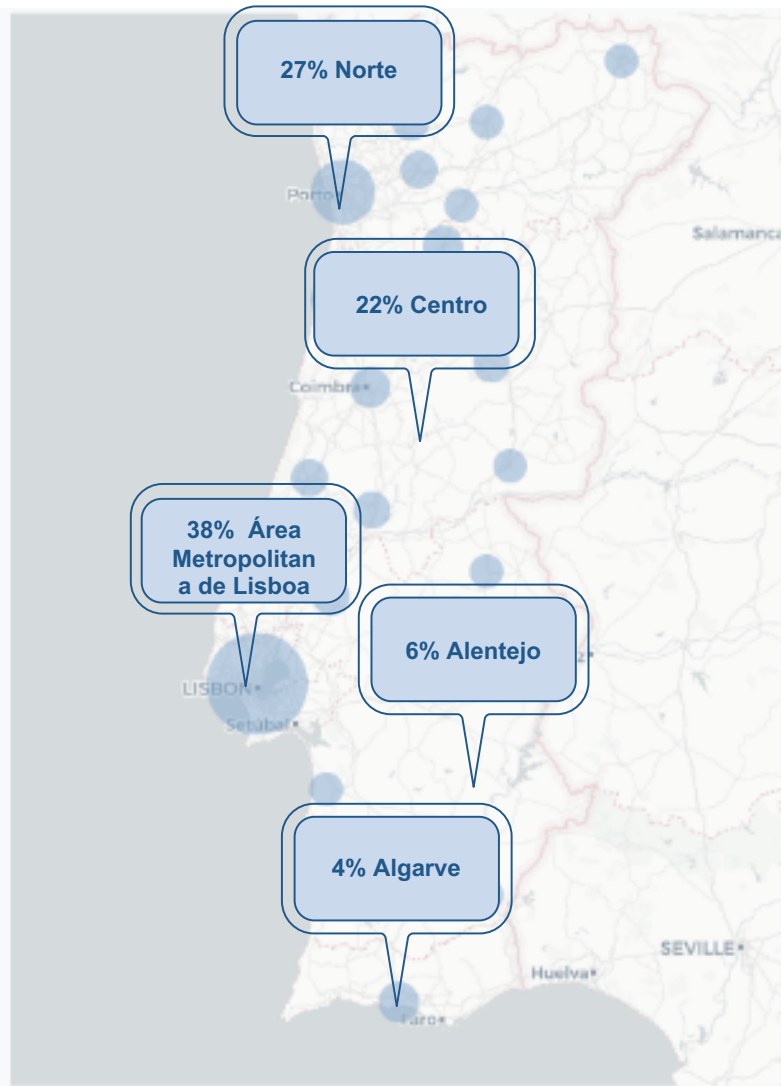 27% Norte
Porto
Salamanca
22% Centro
Coimbra
38% Área
Metropolitan
a de Lisboa
6% Alentejo
LISBON
Setúbal
4% Algarve
SEVILLE
Huelva
Faro